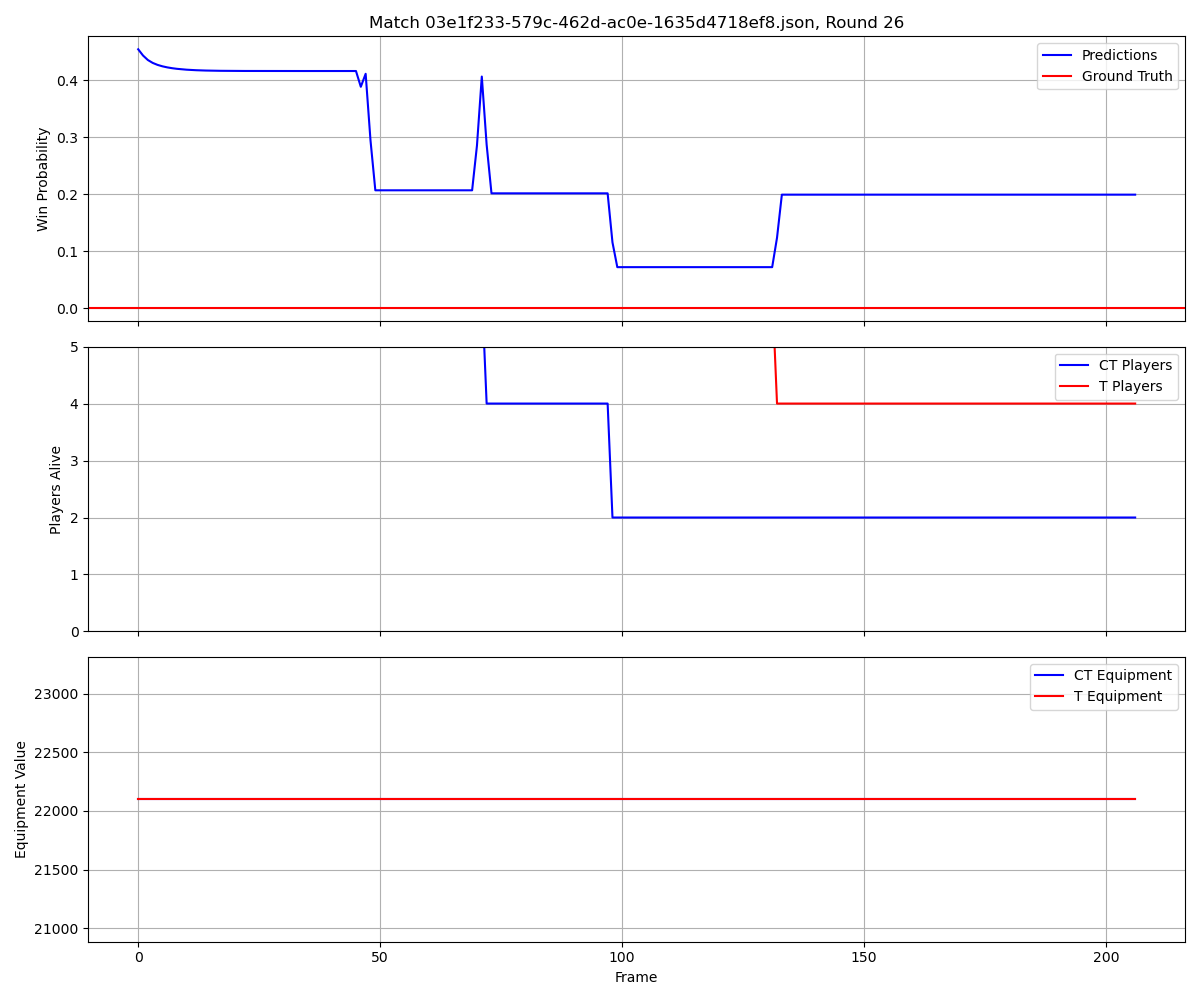 Match 03e1f233-579c-462d-ac0e-1635d4718ef8.json, Round 26
Win Probability
0.4
0.3
0.2
0.1
0.0
Predictions
Ground Truth
Players Alive
5
4
3
2
1
0
CT Players
T Players
Equipment Value
23000
22500
22000
21500
21000
CT Equipment
T Equipment
0 50 100 150 200
Frame